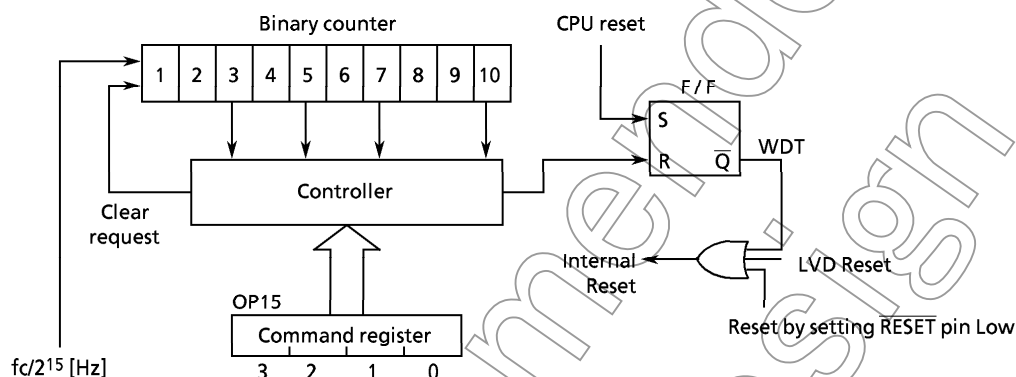 Binary counter
CPU reset
1 2 3 4 5 6 7 8 9 10
F / F
S
R Q̅
WDT
Controller
Clear
request
Internal
Reset
LVD Reset
OP15
Command register
Reset by setting R̅E̅S̅E̅T̅ pin Low
3 2 1 0
fc/2¹⁵ [Hz]